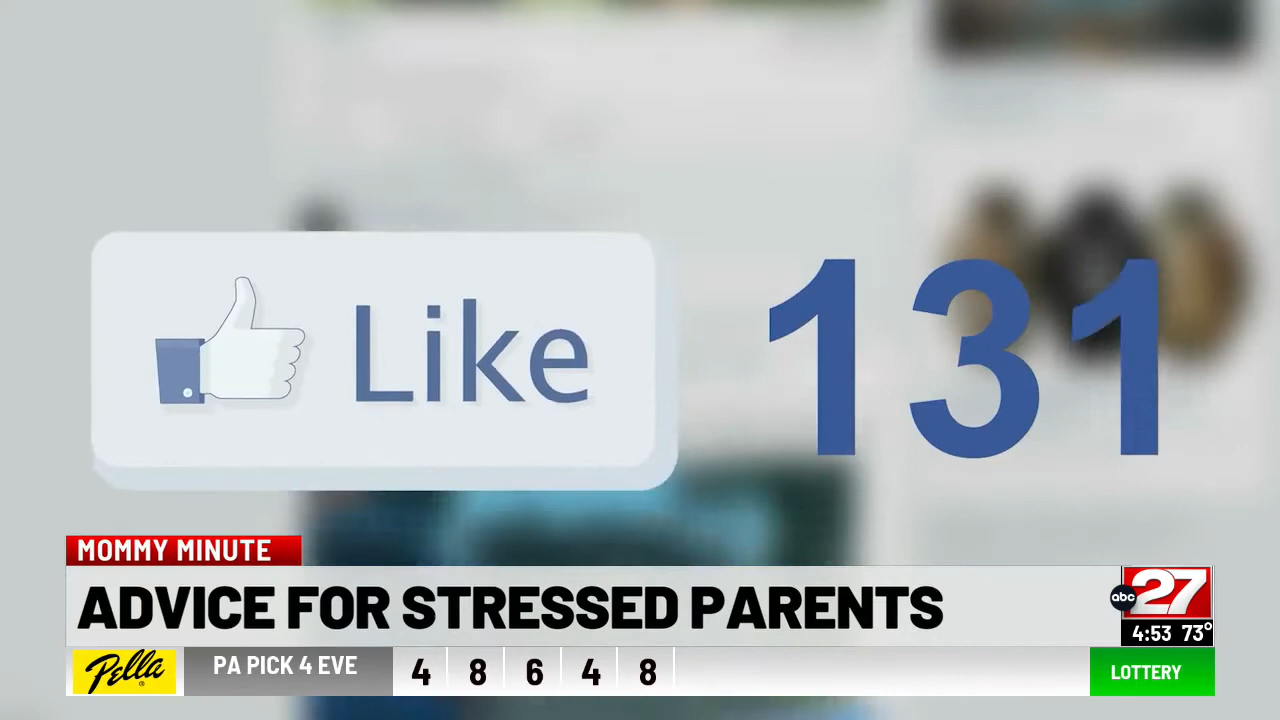 Like 131
MOMMY MINUTE
ADVICE FOR STRESSED PARENTS
abc 27
4:53 73°
Pella®
PA PICK 4 EVE 4 8 6 4 8
LOTTERY